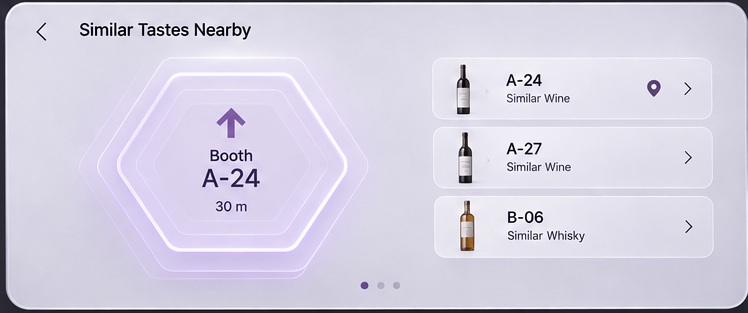 Similar Tastes Nearby
Booth
A-24
30 m
A-24
Similar Wine
A-27
Similar Wine
B-06
Similar Whisky